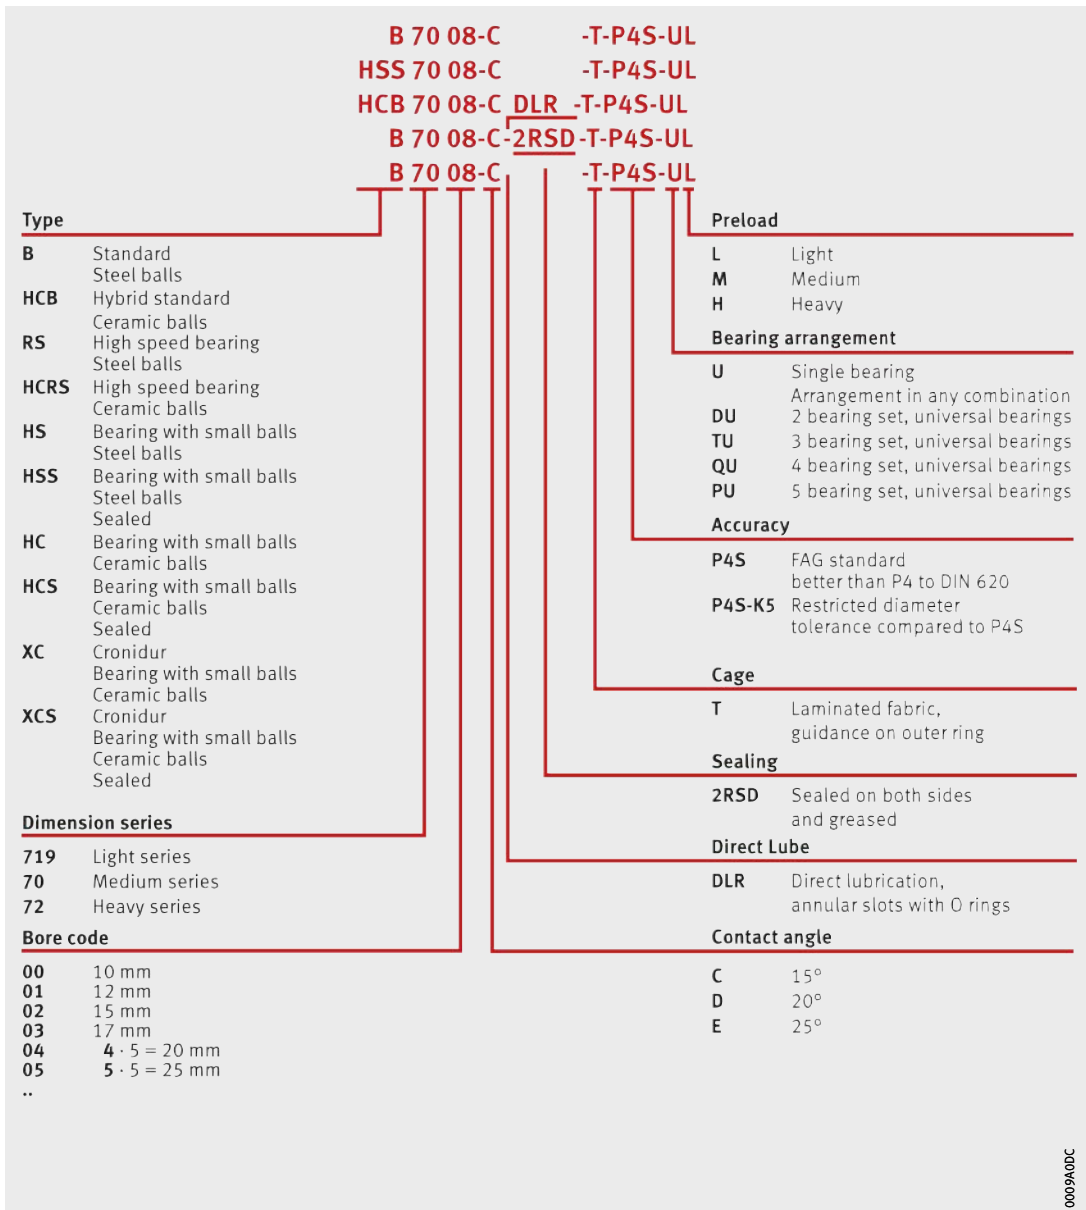 B 70 08-C -T-P4S-UL
HSS 70 08-C -T-P4S-UL
HCB 70 08-C DLR -T-P4S-UL
B 70 08-C-2RSD-T-P4S-UL
B 70 08-C -T-P4S-UL
Type
B Standard
Steel balls
HCB Hybrid standard
Ceramic balls
RS High speed bearing
Steel balls
HCRS High speed bearing
Ceramic balls
HS Bearing with small balls
Steel balls
HSS Bearing with small balls
Steel balls
Sealed
HC Bearing with small balls
Ceramic balls
HCS Bearing with small balls
Ceramic balls
Sealed
XC Cronidur
Bearing with small balls
Ceramic balls
XCS Cronidur
Bearing with small balls
Ceramic balls
Sealed
Dimension series
719 Light series
70 Medium series
72 Heavy series
Bore code
00 10 mm
01 12 mm
02 15 mm
03 17 mm
04 4 · 5 = 20 mm
05 5 · 5 = 25 mm
..
Preload
L Light
M Medium
H Heavy
Bearing arrangement
U Single bearing
Arrangement in any combination
DU 2 bearing set, universal bearings
TU 3 bearing set, universal bearings
QU 4 bearing set, universal bearings
PU 5 bearing set, universal bearings
Accuracy
P4S FAG standard
better than P4 to DIN 620
P4S-K5 Restricted diameter
tolerance compared to P4S
Cage
T Laminated fabric,
guidance on outer ring
Sealing
2RSD Sealed on both sides
and greased
Direct Lube
DLR Direct lubrication,
annular slots with O rings
Contact angle
C 15°
D 20°
E 25°
0009A0DC